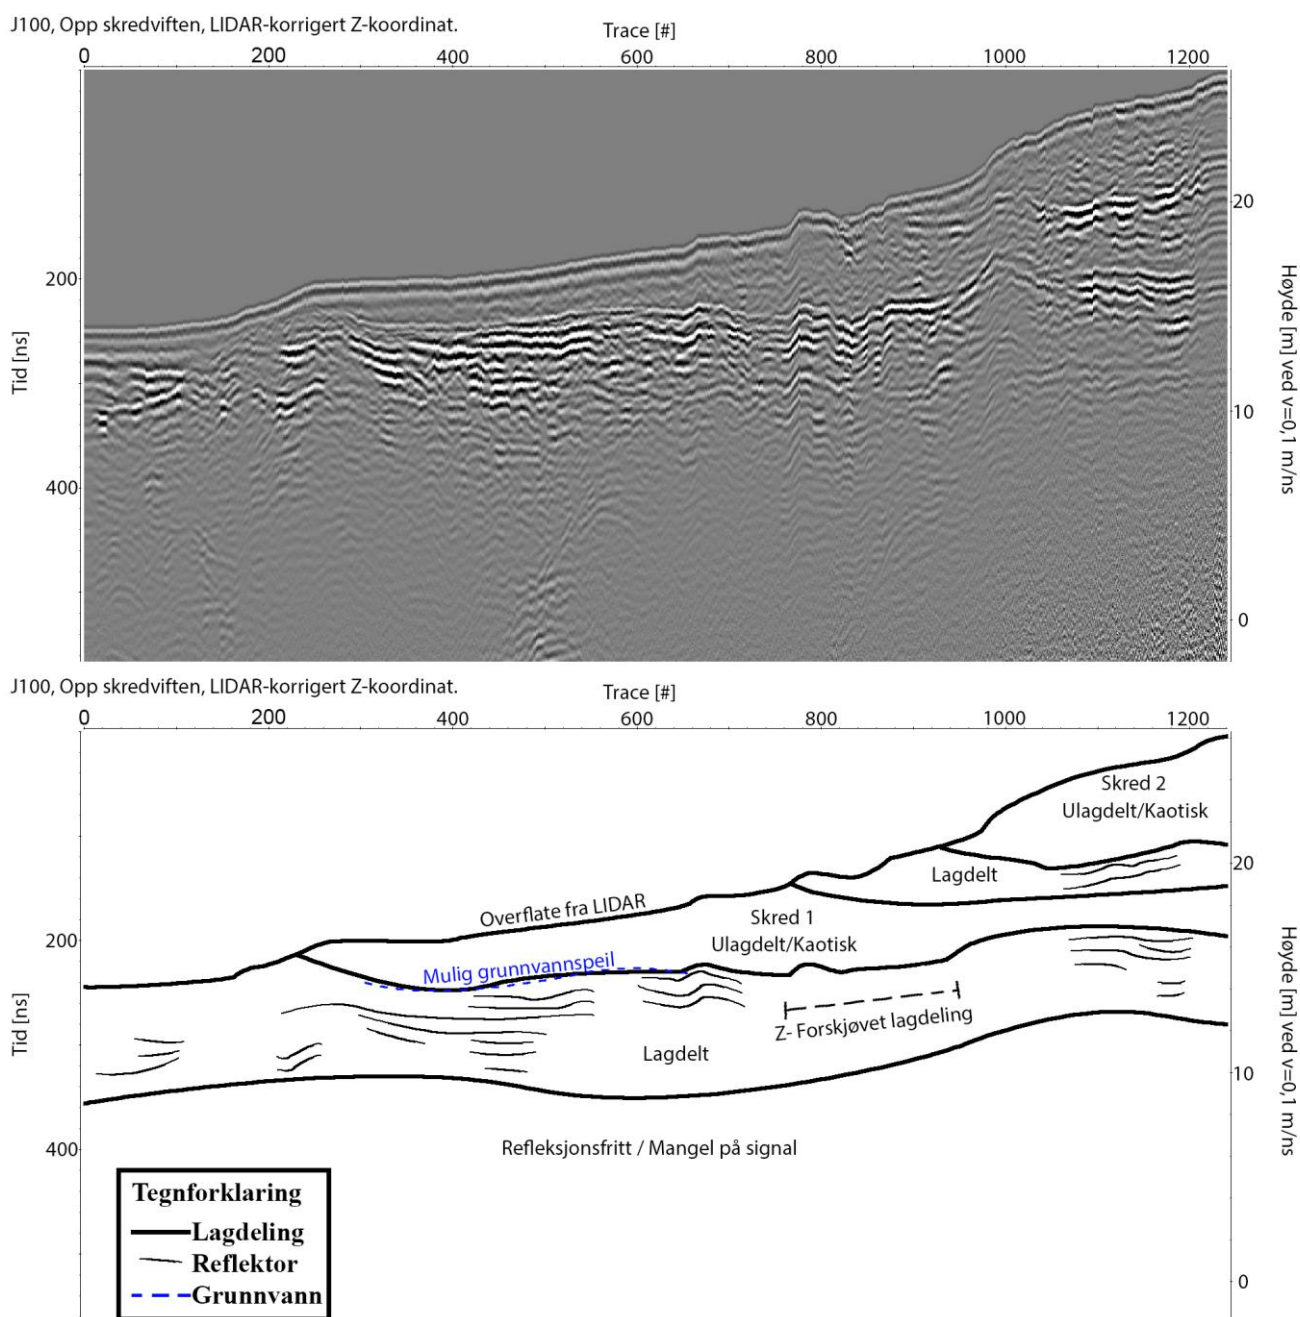 J100, Opp skredviften, LIDAR-korrigert Z-koordinat.
Trace [#]
0 200 400 600 800 1000 1200
Tid [ns]
200
400
Høyde [m] ved v=0,1 m/ns
20
10
0
J100, Opp skredviften, LIDAR-korrigert Z-koordinat.
Trace [#]
0 200 400 600 800 1000 1200
Skred 2
Ulagdelt/Kaotisk
20
Lagdelt
Overflate fra LIDAR
Skred 1
Ulagdelt/Kaotisk
200
Mulig grunnvannspeil
Tid [ns]
Høyde [m] ved v=0,1 m/ns
Z- Forskjøvet lagdeling
Lagdelt
10
400
Refleksjonsfritt / Mangel på signal
Tegnforklaring
Lagdeling
Reflektor
Grunnvann
0